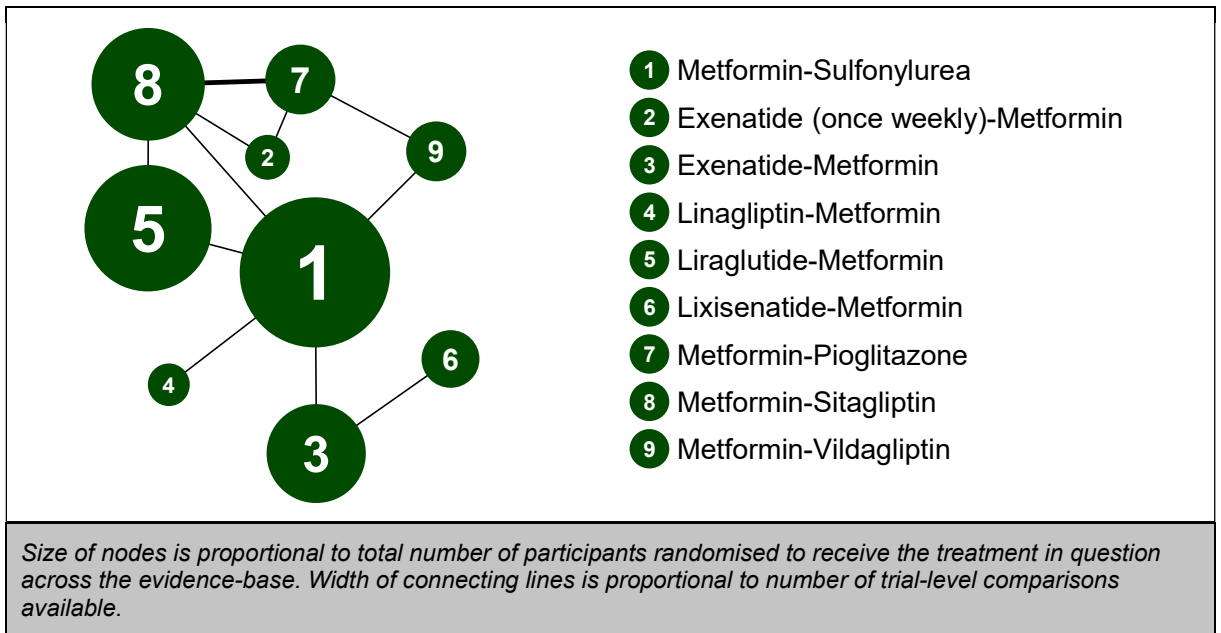 8
7
2
9
5
1
4
6
3
1 Metformin-Sulfonylurea
2 Exenatide (once weekly)-Metformin
3 Exenatide-Metformin
4 Linagliptin-Metformin
5 Liraglutide-Metformin
6 Lixisenatide-Metformin
7 Metformin-Pioglitazone
8 Metformin-Sitagliptin
9 Metformin-Vildagliptin
Size of nodes is proportional to total number of participants randomised to receive the treatment in question
across the evidence-base. Width of connecting lines is proportional to number of trial-level comparisons
available.